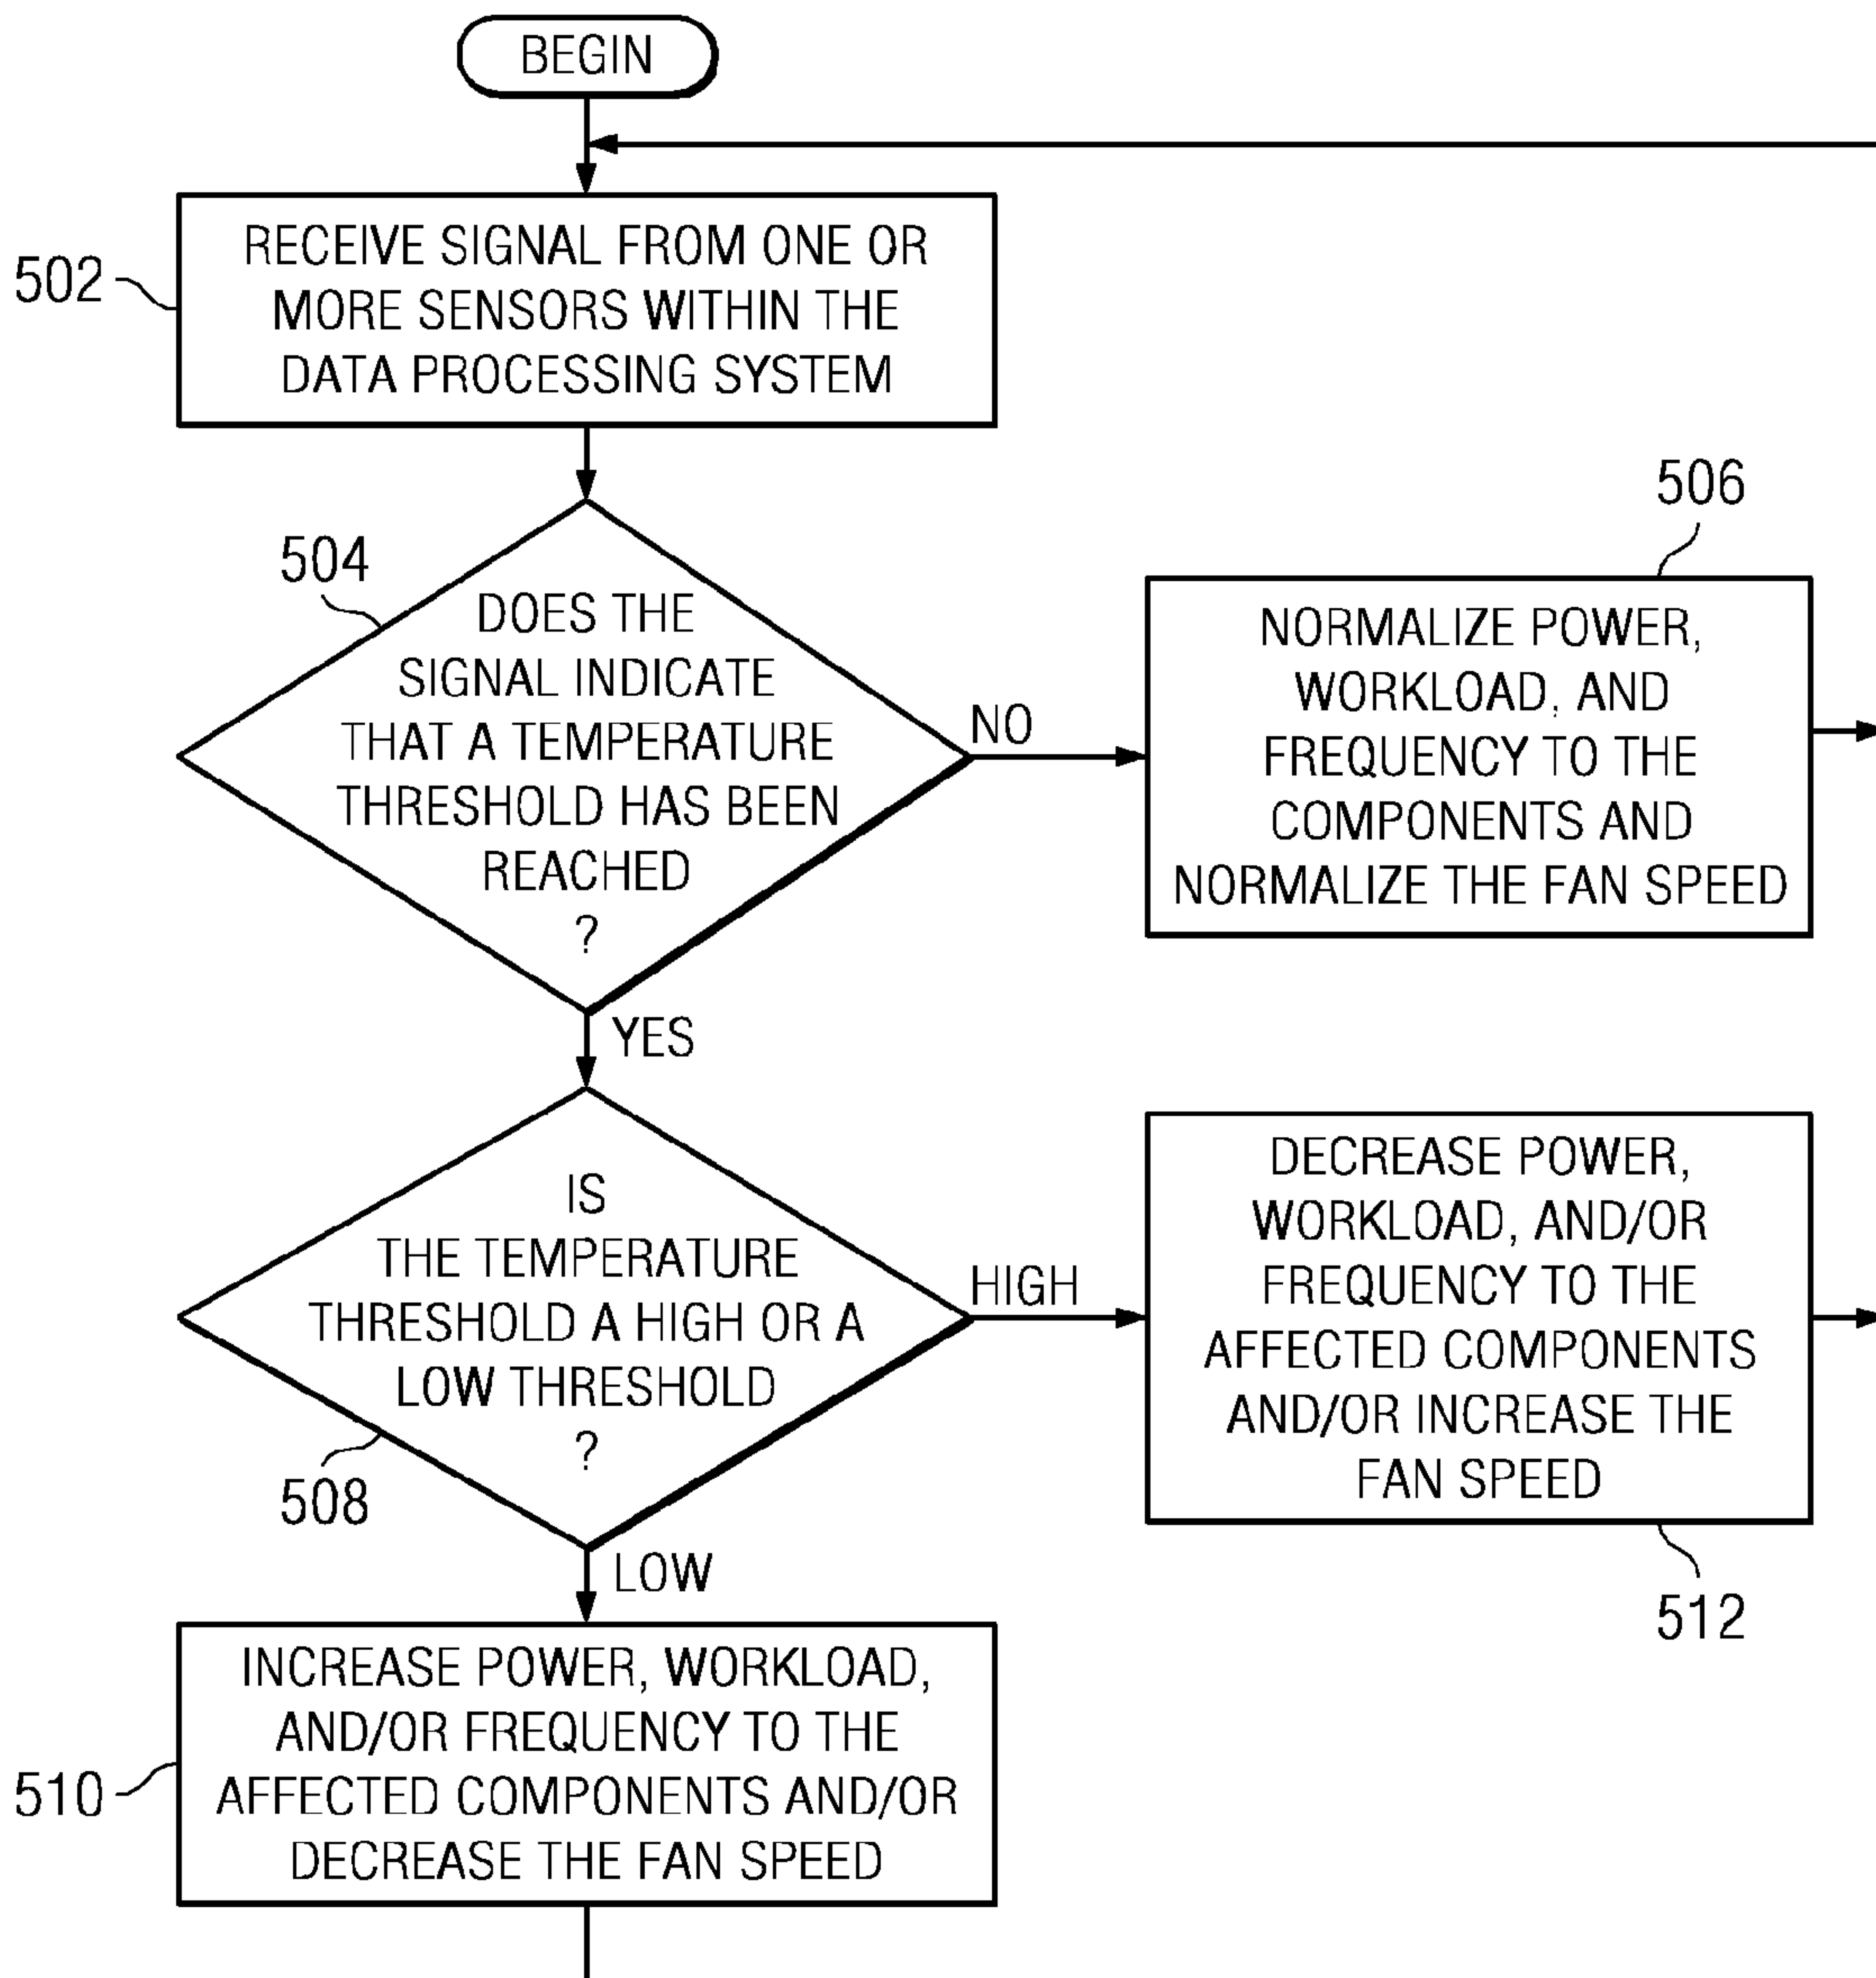 BEGIN
502
RECEIVE SIGNAL FROM ONE OR
MORE SENSORS WITHIN THE
DATA PROCESSING SYSTEM
504
DOES THE
SIGNAL INDICATE
THAT A TEMPERATURE
THRESHOLD HAS BEEN
REACHED
?
NO
506
NORMALIZE POWER,
WORKLOAD, AND
FREQUENCY TO THE
COMPONENTS AND
NORMALIZE THE FAN SPEED
YES
IS
THE TEMPERATURE
THRESHOLD A HIGH OR A
LOW THRESHOLD
?
508
HIGH
DECREASE POWER,
WORKLOAD, AND/OR
FREQUENCY TO THE
AFFECTED COMPONENTS
AND/OR INCREASE THE
FAN SPEED
512
LOW
510
INCREASE POWER, WORKLOAD,
AND/OR FREQUENCY TO THE
AFFECTED COMPONENTS AND/OR
DECREASE THE FAN SPEED